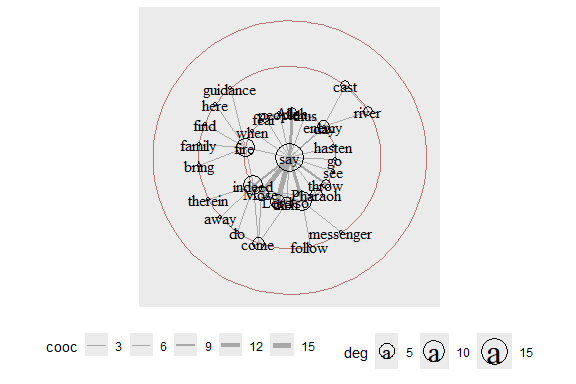 cast
guidance
river
here
fear
enemy
when
find
family
fire
hasten
say
go
see
bring
indeed
throw
Pharaoh
therein
away
do
messenger
come
follow
cooc 3 6 9 12 15
deg a 5 a 10 a 15